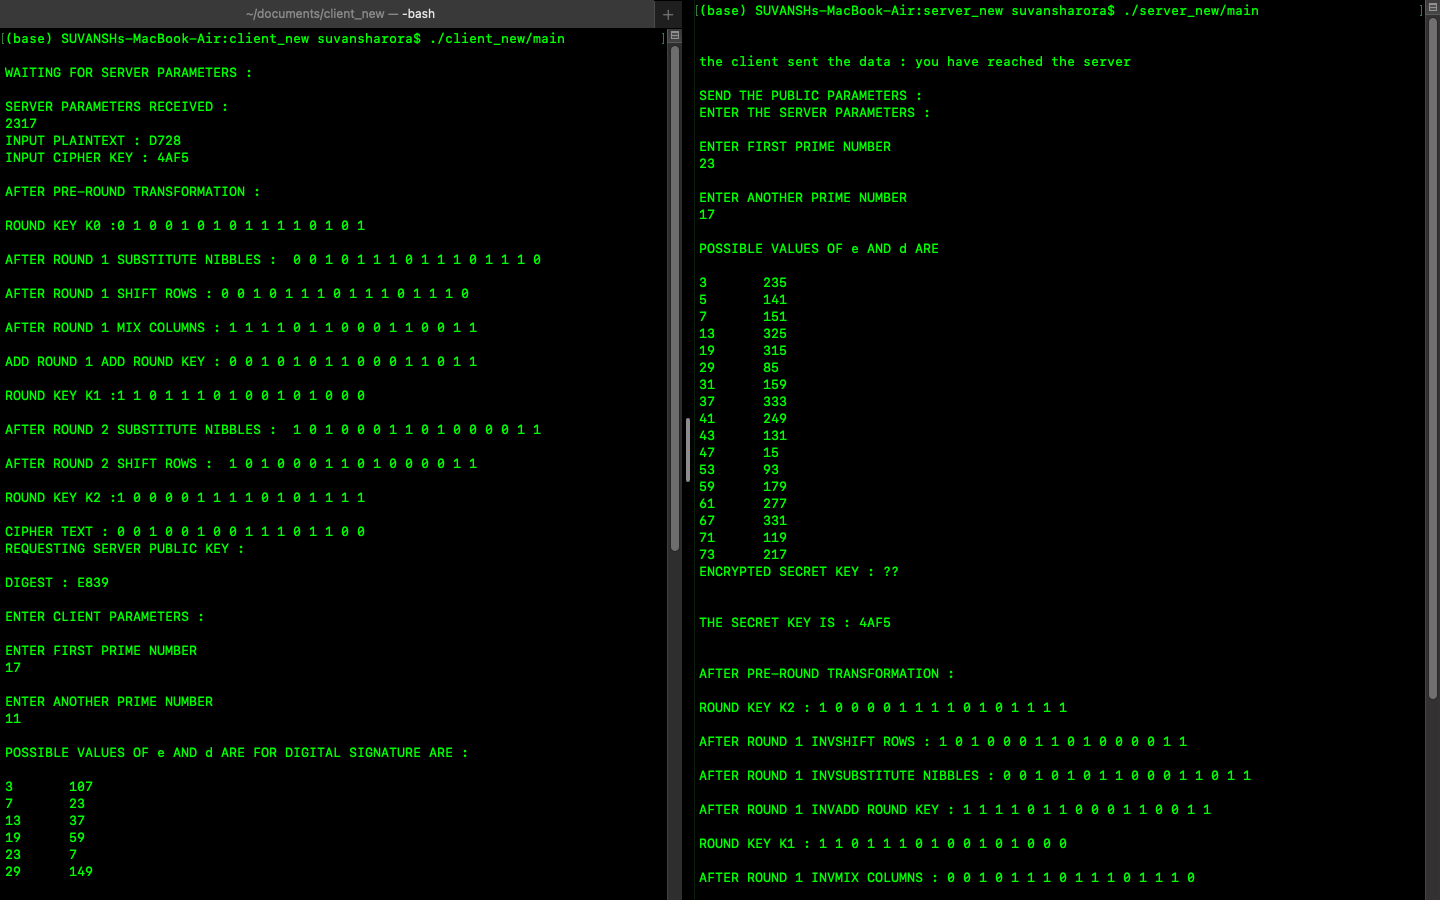 ~/documents/client_new — -bash
[(base) SUVANSHs-MacBook-Air:client_new suvansharora$ ./client_new/main ]
WAITING FOR SERVER PARAMETERS :
SERVER PARAMETERS RECEIVED :
2317
INPUT PLAINTEXT : D728
INPUT CIPHER KEY : 4AF5
AFTER PRE-ROUND TRANSFORMATION :
ROUND KEY K0 :0 1 0 0 1 0 1 0 1 1 1 1 0 1 0 1
AFTER ROUND 1 SUBSTITUTE NIBBLES :  0 0 1 0 1 1 1 0 1 1 1 0 1 1 1 0
AFTER ROUND 1 SHIFT ROWS : 0 0 1 0 1 1 1 0 1 1 1 0 1 1 1 0
AFTER ROUND 1 MIX COLUMNS : 1 1 1 1 0 1 1 0 0 0 1 1 0 0 1 1
ADD ROUND 1 ADD ROUND KEY : 0 0 1 0 1 0 1 1 0 0 0 1 1 0 1 1
ROUND KEY K1 :1 1 0 1 1 1 0 1 0 0 1 0 1 0 0 0
AFTER ROUND 2 SUBSTITUTE NIBBLES :  1 0 1 0 0 0 1 1 0 1 0 0 0 0 1 1
AFTER ROUND 2 SHIFT ROWS :  1 0 1 0 0 0 1 1 0 1 0 0 0 0 1 1
ROUND KEY K2 :1 0 0 0 0 1 1 1 1 0 1 0 1 1 1 1
CIPHER TEXT : 0 0 1 0 0 1 0 0 1 1 1 0 1 1 0 0
REQUESTING SERVER PUBLIC KEY :
DIGEST : E839
ENTER CLIENT PARAMETERS :
ENTER FIRST PRIME NUMBER
17
ENTER ANOTHER PRIME NUMBER
11
POSSIBLE VALUES OF e AND d ARE FOR DIGITAL SIGNATURE ARE :
3 107
7 23
13 37
19 59
23 7
29 149
[(base) SUVANSHs-MacBook-Air:server_new suvansharora$ ./server_new/main ]
the client sent the data : you have reached the server
SEND THE PUBLIC PARAMETERS :
ENTER THE SERVER PARAMETERS :
ENTER FIRST PRIME NUMBER
23
ENTER ANOTHER PRIME NUMBER
17
POSSIBLE VALUES OF e AND d ARE
3 235
5 141
7 151
13 325
19 315
29 85
31 159
37 333
41 249
43 131
47 15
53 93
59 179
61 277
67 331
71 119
73 217
ENCRYPTED SECRET KEY : ??
THE SECRET KEY IS : 4AF5
AFTER PRE-ROUND TRANSFORMATION :
ROUND KEY K2 : 1 0 0 0 0 1 1 1 1 0 1 0 1 1 1 1
AFTER ROUND 1 INVSHIFT ROWS : 1 0 1 0 0 0 1 1 0 1 0 0 0 0 1 1
AFTER ROUND 1 INVSUBSTITUTE NIBBLES : 0 0 1 0 1 0 1 1 0 0 0 1 1 0 1 1
AFTER ROUND 1 INVADD ROUND KEY : 1 1 1 1 0 1 1 0 0 0 1 1 0 0 1 1
ROUND KEY K1 : 1 1 0 1 1 1 0 1 0 0 1 0 1 0 0 0
AFTER ROUND 1 INVMIX COLUMNS : 0 0 1 0 1 1 1 0 1 1 1 0 1 1 1 0